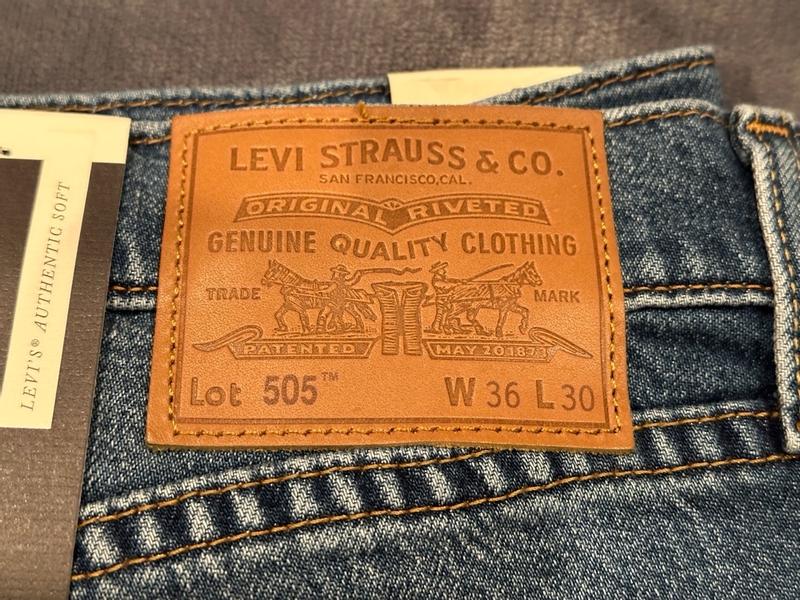 LEVI STRAUSS & CO.
SAN FRANCISCO, CAL.
ORIGINAL RIVETED
GENUINE QUALITY CLOTHING
TRADE MARK
PATENTED MAY 20 1873
Lot 505™ W 36 L 30
LEVI'S® AUTHENTIC SOFT